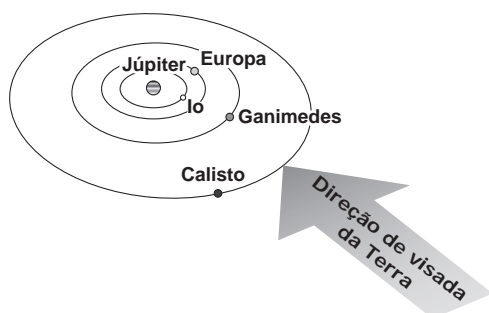 Júpiter
Europa
Io
Ganimedes
Calisto
Direção de visada
da Terra